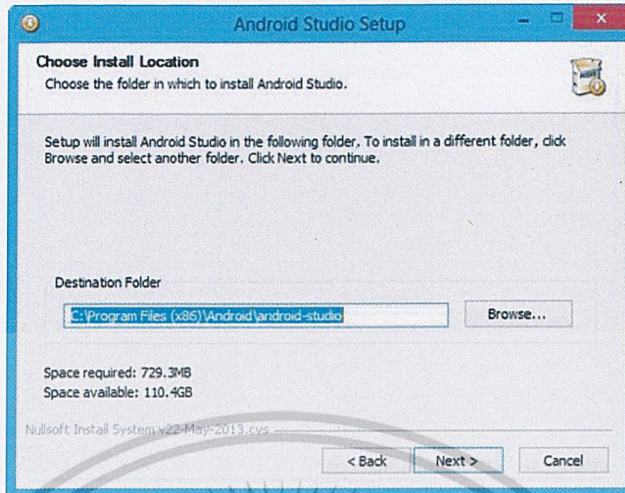 Android Studio Setup
Choose Install Location
Choose the folder in which to install Android Studio.
Setup will install Android Studio in the following folder. To install in a different folder, click
Browse and select another folder. Click Next to continue.
Destination Folder
C:\Program Files (x86)\Android\android-studio
Browse...
Space required: 729.3MB
Space available: 110.4GB
Nullsoft Install System v22-May-2013.cvs
< Back
Next >
Cancel